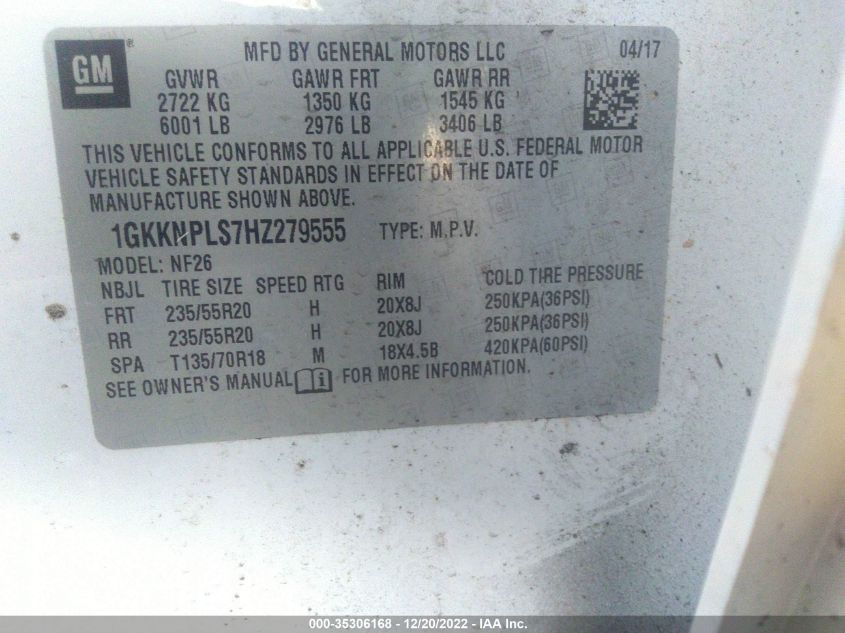 GM
®
MFD BY GENERAL MOTORS LLC 04/17
GVWR GAWR FRT GAWR RR
2722 KG 1350 KG 1545 KG
6001 LB 2976 LB 3406 LB
THIS VEHICLE CONFORMS TO ALL APPLICABLE U.S. FEDERAL MOTOR
VEHICLE SAFETY STANDARDS IN EFFECT ON THE DATE OF
MANUFACTURE SHOWN ABOVE.
1GKKNPLS7HZ279555 TYPE: M.P.V.
MODEL: NF26
NBJL TIRE SIZE SPEED RTG RIM COLD TIRE PRESSURE
FRT 235/55R20 H 20X8J 250KPA(36PSI)
RR 235/55R20 H 20X8J 250KPA(36PSI)
SPA T135/70R18 M 18X4.5B 420KPA(60PSI)
SEE OWNER'S MANUAL FOR MORE INFORMATION.
000-35306168 - 12/20/2022 - IAA Inc.